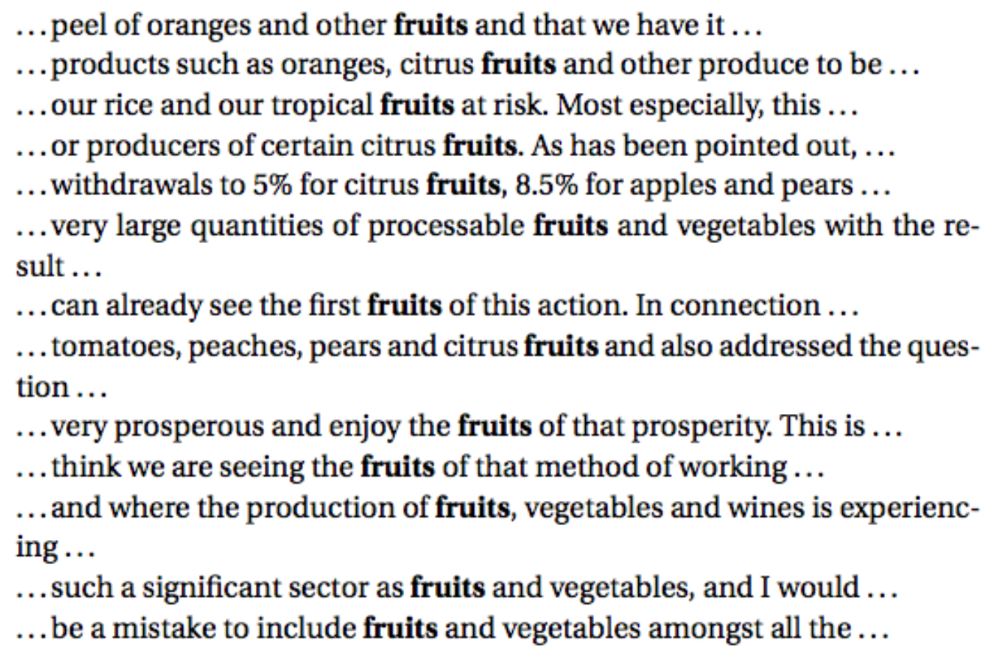 …peel of oranges and other fruits and that we have it …
…products such as oranges, citrus fruits and other produce to be …
…our rice and our tropical fruits at risk. Most especially, this …
…or producers of certain citrus fruits. As has been pointed out, …
…withdrawals to 5% for citrus fruits, 8.5% for apples and pears …
…very large quantities of processable fruits and vegetables with the re-
sult …
…can already see the first fruits of this action. In connection …
…tomatoes, peaches, pears and citrus fruits and also addressed the ques-
tion …
…very prosperous and enjoy the fruits of that prosperity. This is …
…think we are seeing the fruits of that method of working …
…and where the production of fruits, vegetables and wines is experienc-
ing …
…such a significant sector as fruits and vegetables, and I would …
…be a mistake to include fruits and vegetables amongst all the …